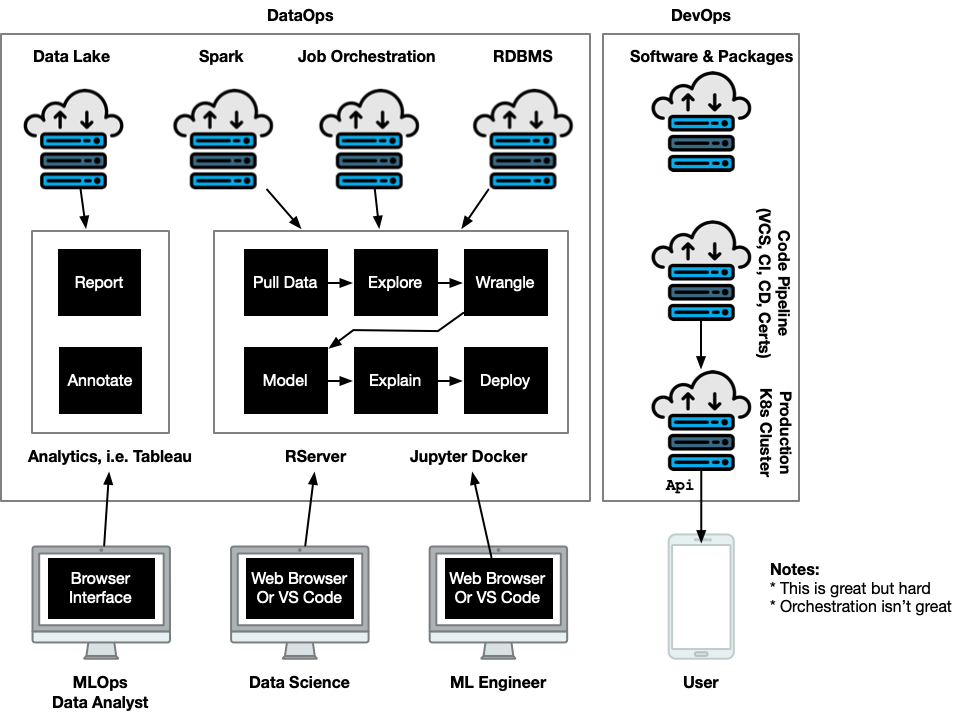 DataOps
DevOps
Data Lake
Spark
Job Orchestration
RDBMS
Software & Packages
Report
Annotate
Pull Data
Explore
Wrangle
Model
Explain
Deploy
Code Pipeline
(VCS, CI, CD, Certs)
Production
K8s Cluster
Analytics, i.e. Tableau
RServer
Jupyter Docker
Api
Browser
Interface
Web Browser
Or VS Code
Web Browser
Or VS Code
Notes:
* This is great but hard
* Orchestration isn’t great
MLOps
Data Analyst
Data Science
ML Engineer
User